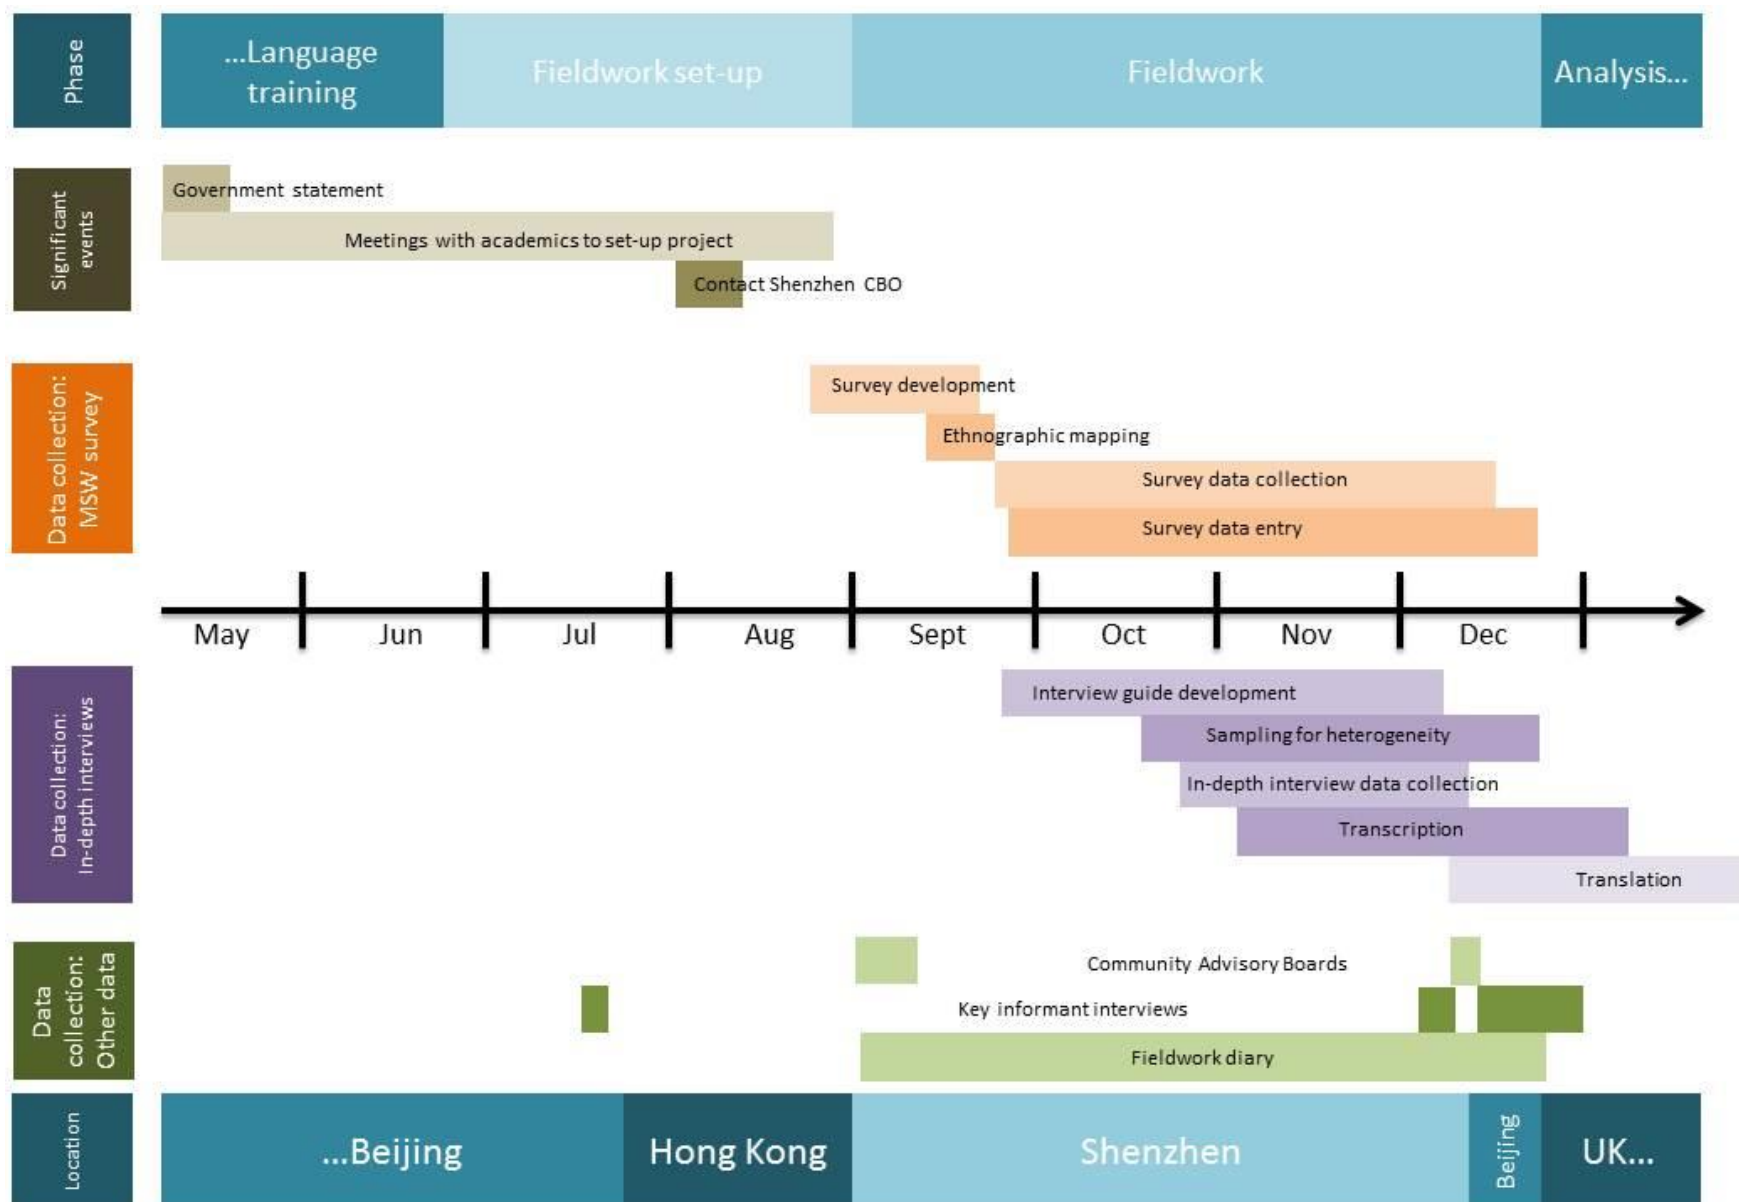 Phase
...Language
training
Fieldwork set-up
Fieldwork
Analysis...
Significant
events
Government statement
Meetings with academics to set-up project
Contact Shenzhen CBO
Data collection:
MSW survey
Survey development
Ethnographic mapping
Survey data collection
Survey data entry
May
Jun
Jul
Aug
Sept
Oct
Nov
Dec
Data collection:
In-depth interviews
Interview guide development
Sampling for heterogeneity
In-depth interview data collection
Transcription
Translation
Data
collection:
Other data
Community Advisory Boards
Key informant interviews
Fieldwork diary
Location
...Beijing
Hong Kong
Shenzhen
Beijing
UK...